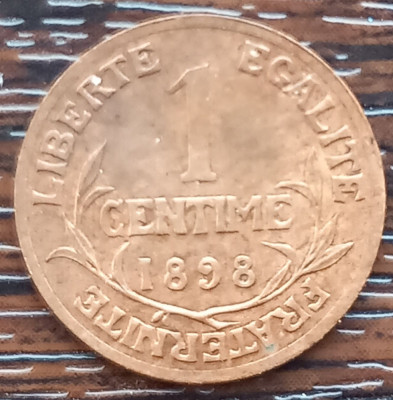 LIBERTE EGALITE FRATERNITE
1
CENTIME
1898